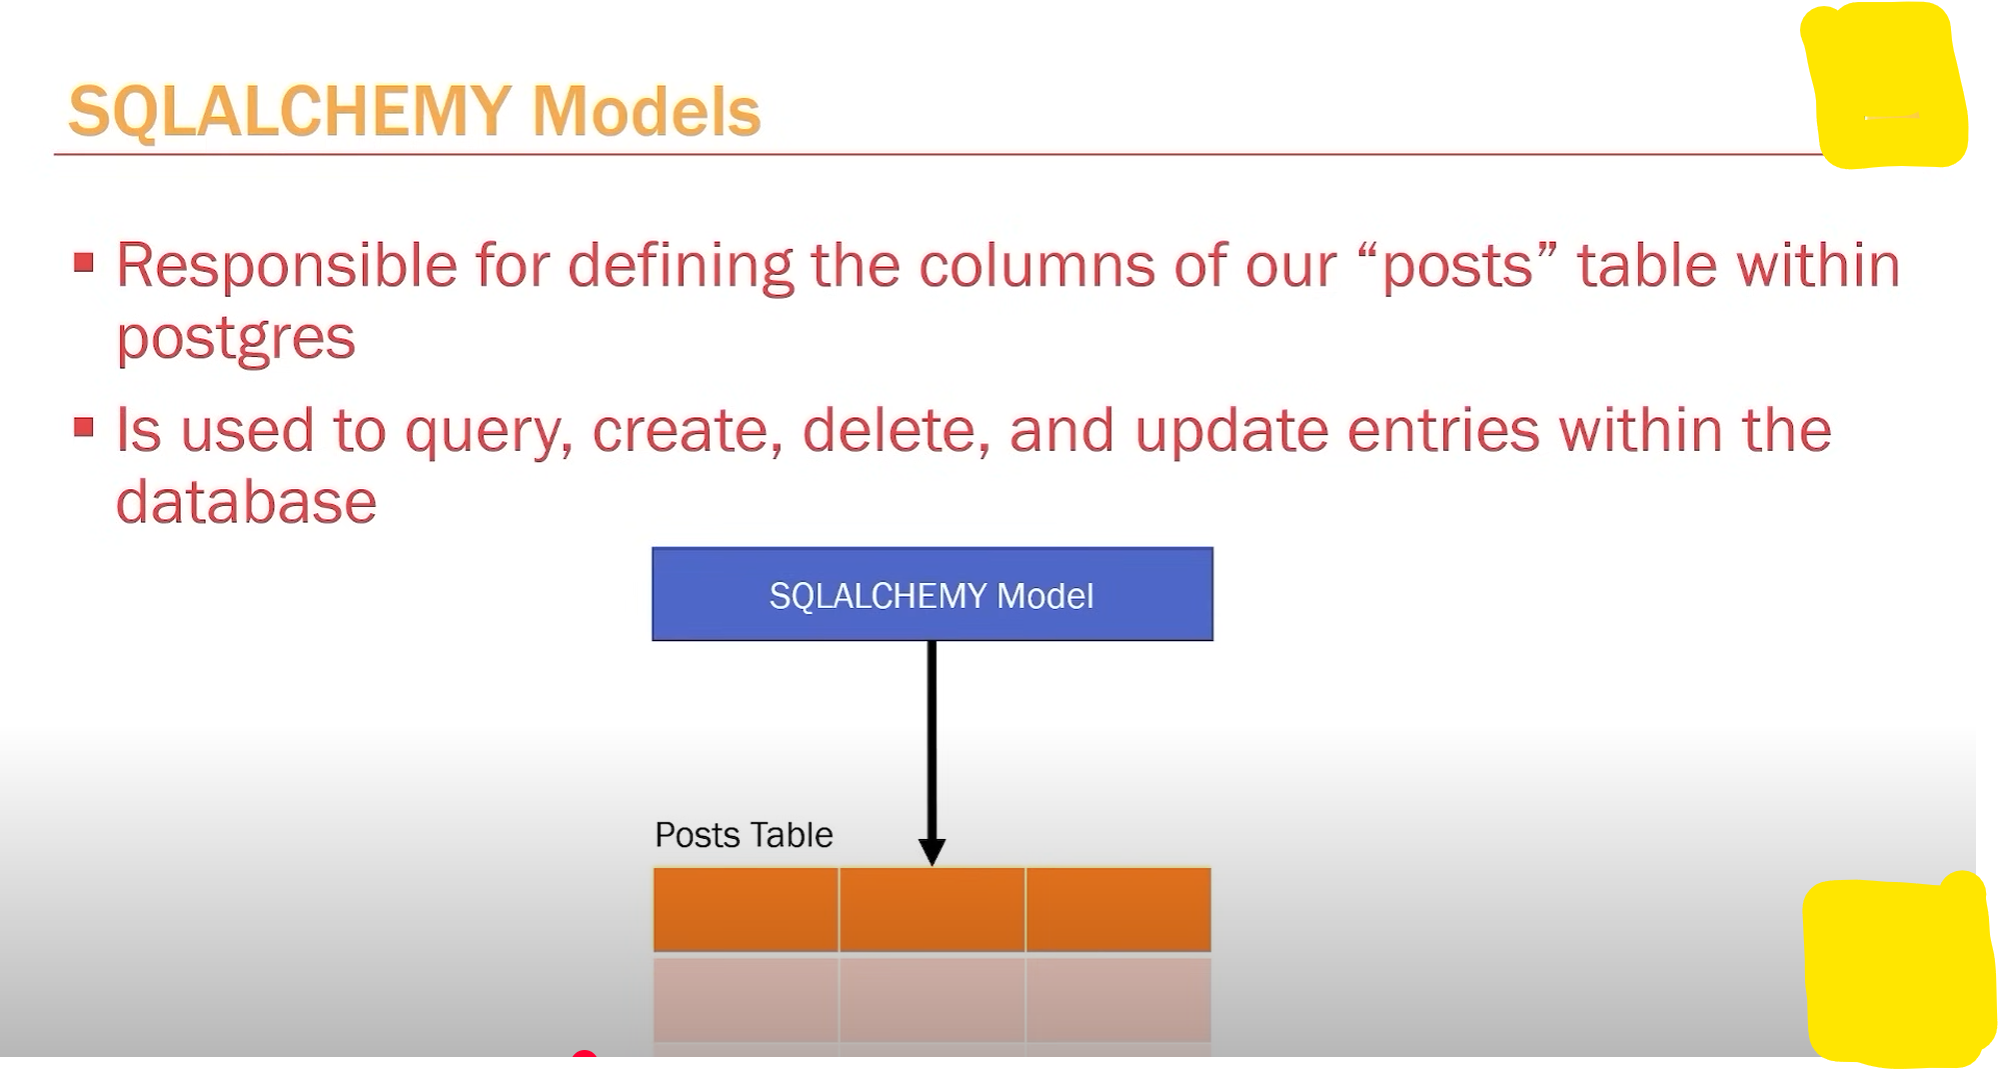 SQLALCHEMY Models
▪ Responsible for defining the columns of our “posts” table within
postgres
▪ Is used to query, create, delete, and update entries within the
database
SQLALCHEMY Model
Posts Table